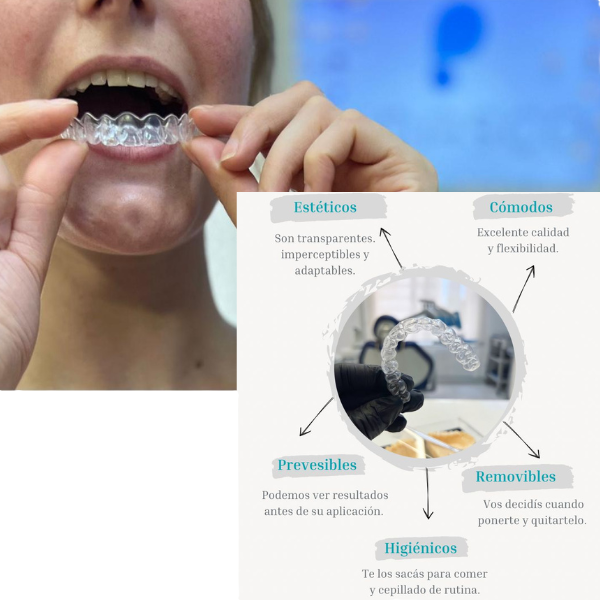 Estéticos
Son transparentes.
imperceptibles y
adaptables.
Cómodos
Excelente calidad
y flexibilidad.
Prevesibles
Podemos ver resultados
antes de su aplicación.
Removibles
Vos decidís cuando
ponerte y quitartelo.
Higiénicos
Te los sacás para comer
y cepillado de rutina.